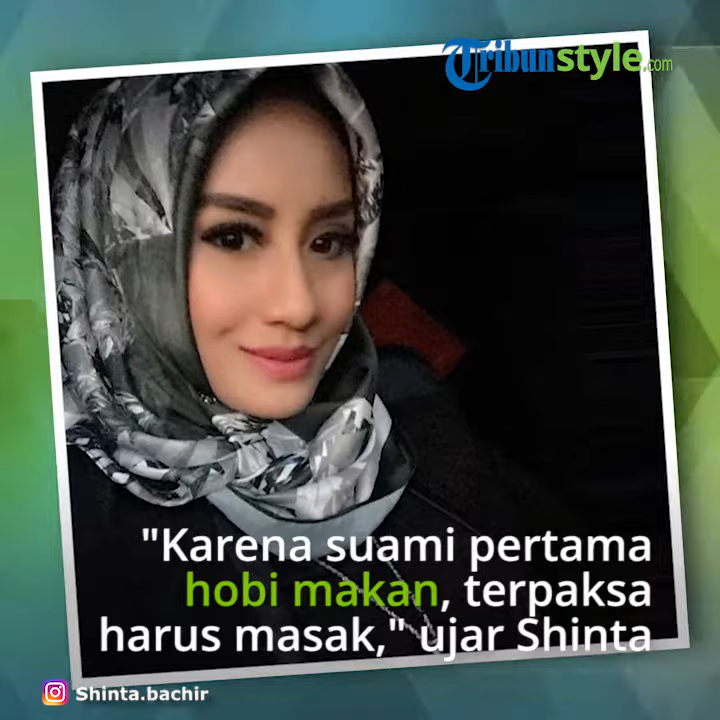 Tribunstyle.com
"Karena suami pertama
hobi makan, terpaksa
harus masak," ujar Shinta
Shinta.bachir